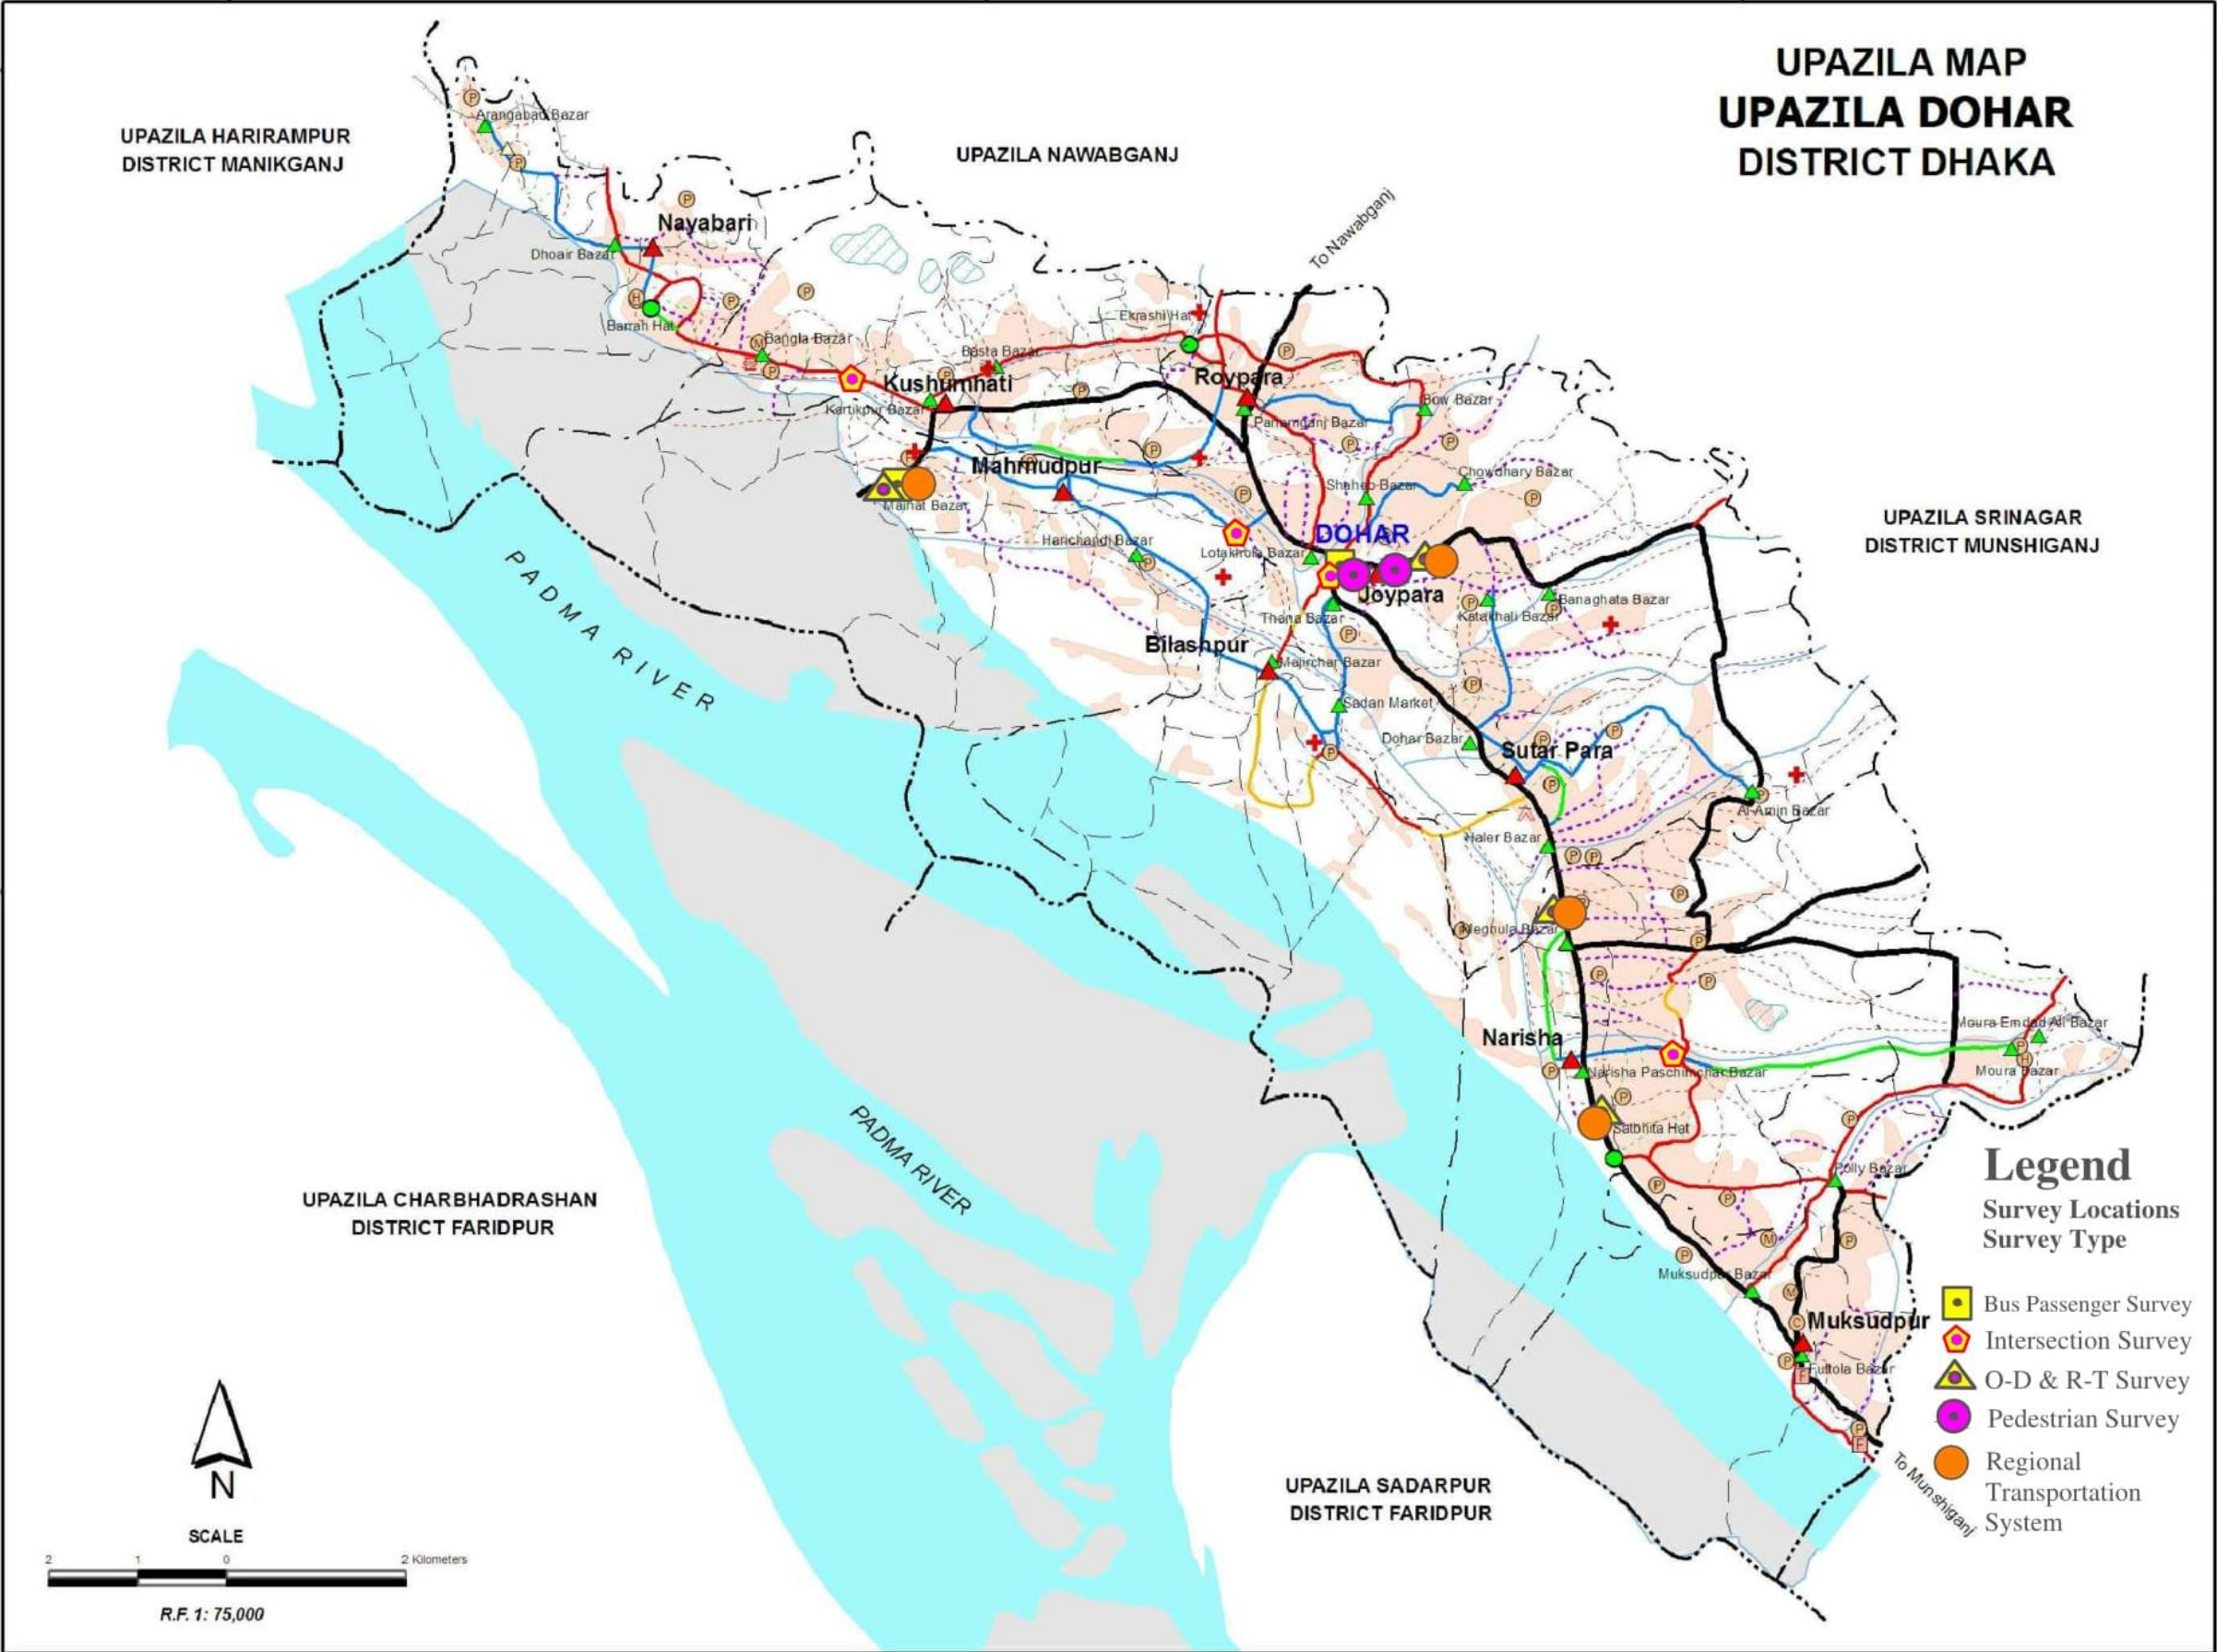 UPAZILA MAP
UPAZILA DOHAR
DISTRICT DHAKA
UPAZILA HARIRAMPUR
DISTRICT MANIKGANJ
UPAZILA NAWABGANJ
To Nawabganj
Arangabad Bazar
Nayabari
Dhoair Bazar
Barrah Hat
Bangla Bazar
Ekrashi Hat
Basta Bazar
Kushumhati
Roypara
Kartikpur Bazar
Bow Bazar
Panamganj Bazar
Mahmudpur
Chowdhary Bazar
Shaheb Bazar
Mainat Bazar
UPAZILA SRINAGAR
DISTRICT MUNSHIGANJ
DOHAR
Harichandi Bazar
Lotakhola Bazar
Joypara
Banaghata Bazar
Thana Bazar
Katakhali Bazar
Bilashpur
Majirchar Bazar
PADMA RIVER
Sadan Market
Dohar Bazar
Sutar Para
Al-Amin Bazar
Haler Bazar
Meghula Bazar
Moura Emdad Ali Bazar
Narisha
Narisha Paschimchar Bazar
Moura Bazar
PADMA RIVER
Satbhita Hat
Polly Bazar
UPAZILA CHARBHADRASHAN
DISTRICT FARIDPUR
Muksudpur Bazar
Muksudpur
Fultola Bazar
To Munshiganj
UPAZILA SADARPUR
DISTRICT FARIDPUR
Legend
Survey Locations
Survey Type
Bus Passenger Survey
Intersection Survey
O-D & R-T Survey
Pedestrian Survey
Regional
Transportation
System
N
SCALE
2 1 0 2 Kilometers
R.F. 1: 75,000